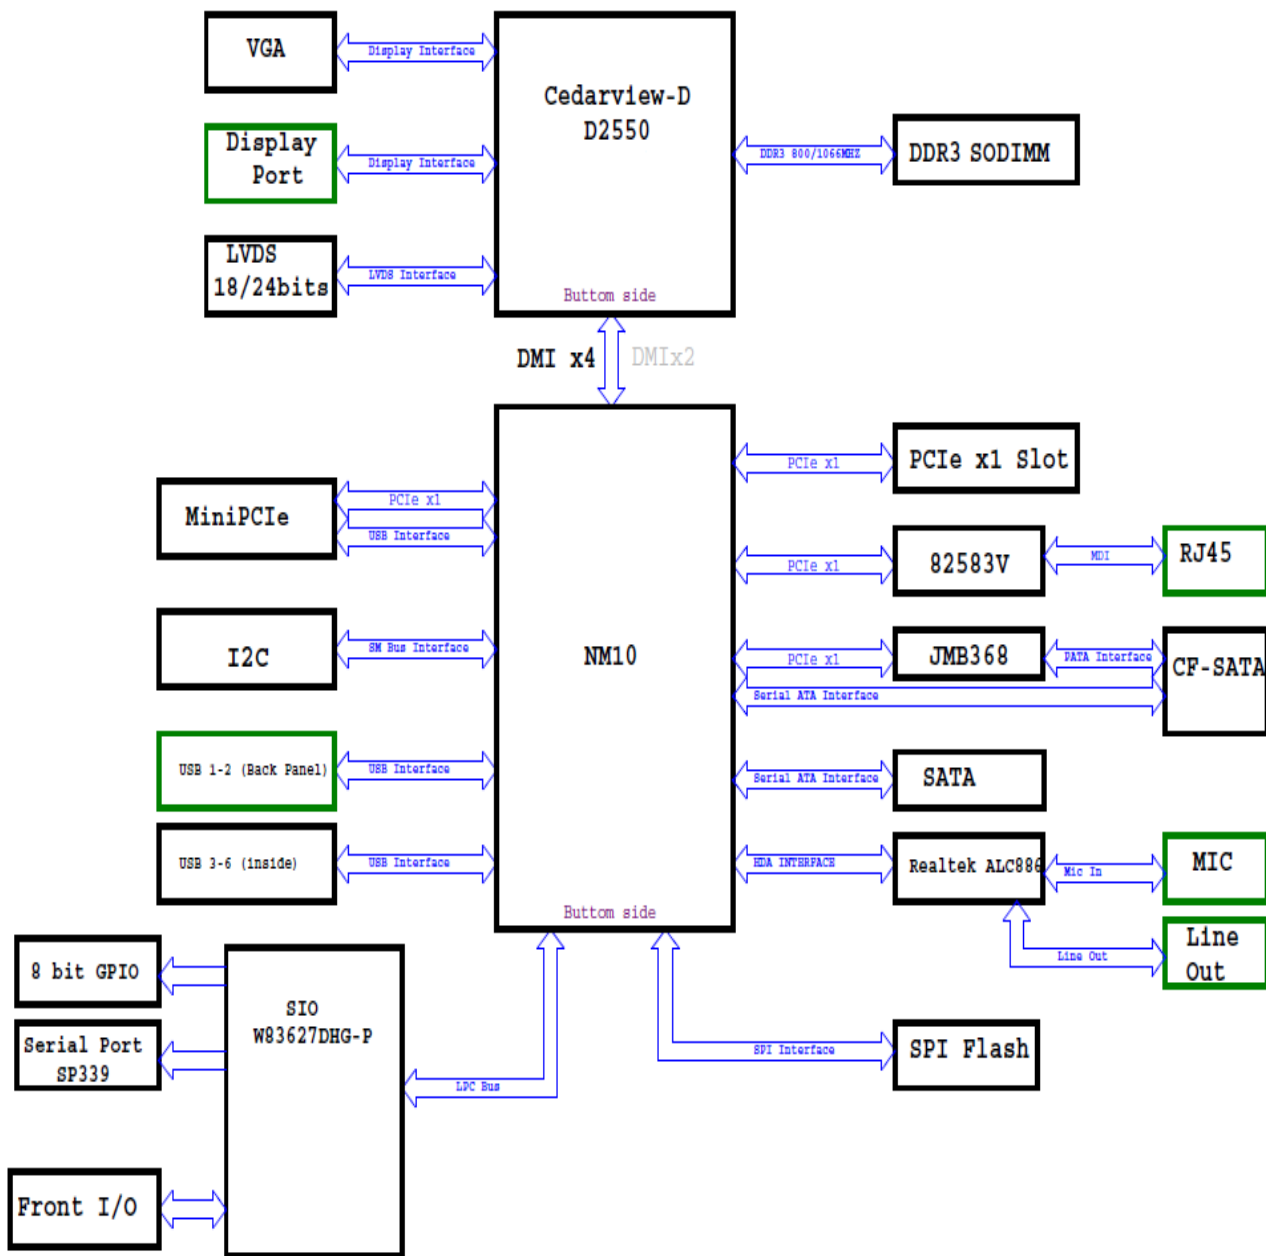 VGA
Display Interface
Cedarview-D
D2550
Display
Port
Display Interface
DDR3 800/1066MHZ
DDR3 SODIMM
LVDS
18/24bits
LVDS Interface
Buttom side
DMI x4
DMIx2
PCIe x1
PCIe x1 Slot
MiniPCIe
PCIe x1
USB Interface
PCIe x1
82583V
MDI
RJ45
I2C
SM Bus Interface
NM10
PCIe x1
JMB368
PATA Interface
CF-SATA
Serial ATA Interface
USB 1-2 (Back Panel)
USB Interface
Serial ATA Interface
SATA
USB 3-6 (inside)
USB Interface
HDA INTERFACE
Realtek ALC886
Mic In
MIC
Buttom side
Line Out
Line
Out
8 bit GPIO
SIO
W83627DHG-P
Serial Port
SP339
LPC Bus
SPI Interface
SPI Flash
Front I/O